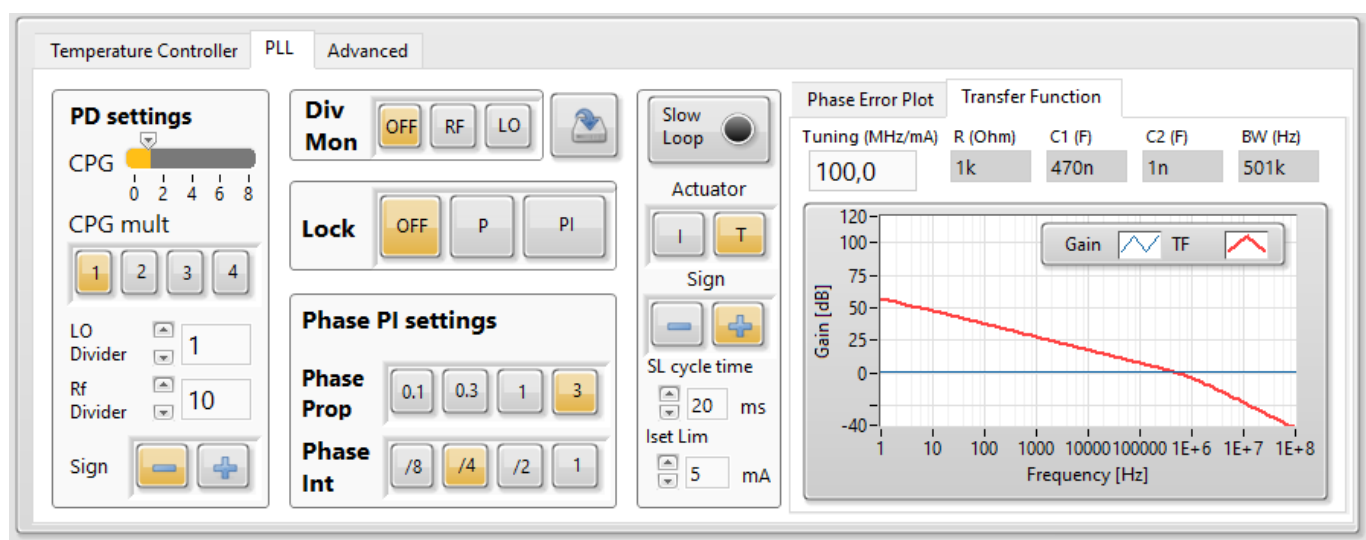 Temperature Controller PLL Advanced
PD settings
CPG
0 2 4 6 8
CPG mult
1 2 3 4
LO
Divider 1
Rf
Divider 10
Sign
Div
Mon OFF RF LO
Lock OFF P PI
Phase PI settings
Phase
Prop 0.1 0.3 1 3
Phase
Int /8 /4 /2 1
Slow
Loop
Actuator
I T
Sign
SL cycle time
20 ms
Iset Lim
5 mA
Phase Error Plot Transfer Function
Tuning (MHz/mA) R (Ohm) C1 (F) C2 (F) BW (Hz)
100,0 1k 470n 1n 501k
Gain TF
Gain [dB]
120
100
75
50
25
0
-40
1 10 100 1000 10000 100000 1E+6 1E+7 1E+8
Frequency [Hz]